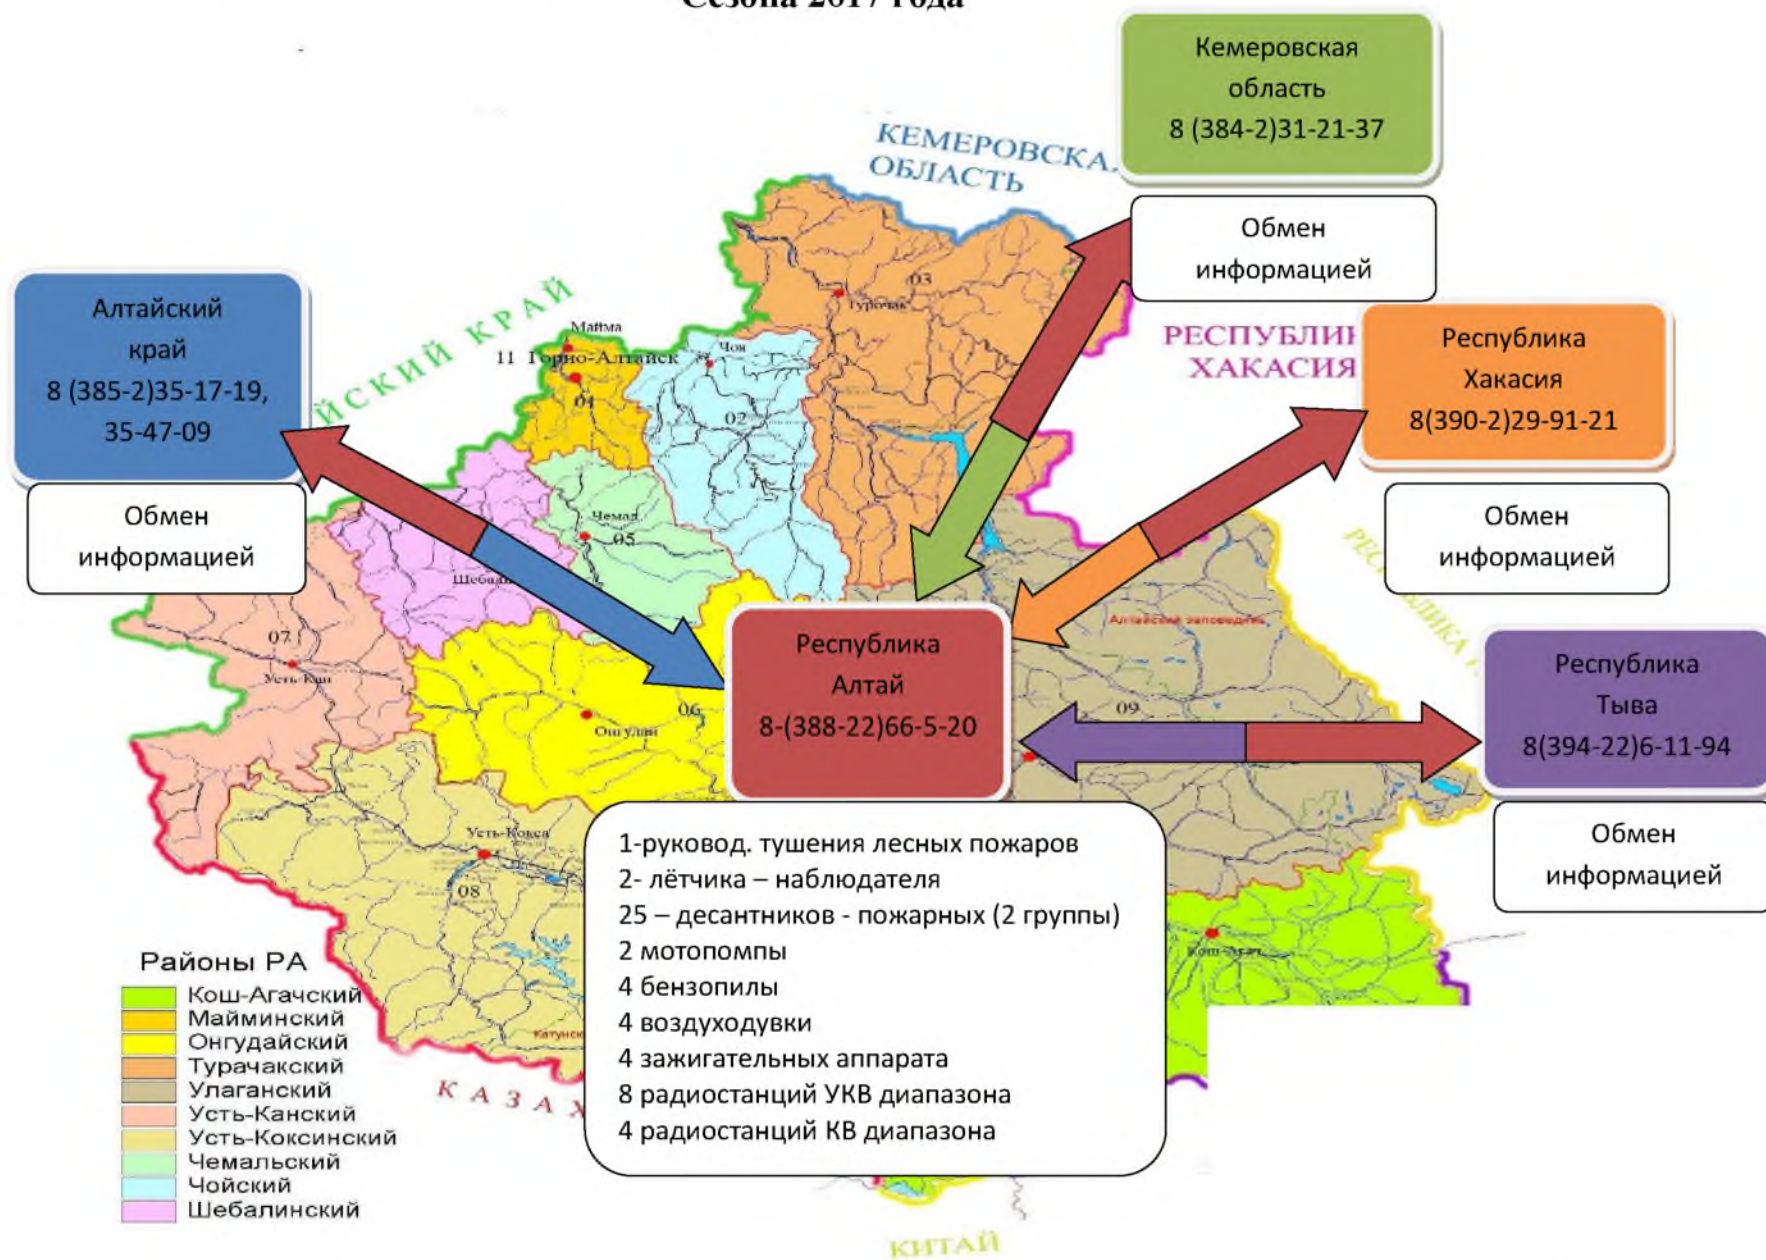 Сезона 2017 года
Кемеровская
область
8 (384-2)31-21-37
КЕМЕРОВСКА
ОБЛАСТЬ
Обмен
информацией
Алтайский
край
8 (385-2)35-17-19,
35-47-09
Обмен
информацией
ЙСКИЙ КРАЙ
Майма
11 Горно-Алтайск
01
Чоя
02
03
Турочак
РЕСПУБЛИК
ХАКАСИЯ
Республика
Хакасия
8(390-2)29-91-21
Обмен
информацией
Чемал
05
Шебали
07
Усть-Кан
06
Онгудай
Республика
Алтай
8-(388-22)66-5-20
Алтайский заповедник
09
Республика
Тыва
8(394-22)6-11-94
Обмен
информацией
Усть-Кокса
08
Катунск
Кош-Агач
1-руковод. тушения лесных пожаров
2- лётчика – наблюдателя
25 – десантников - пожарных (2 группы)
2 мотопомпы
4 бензопилы
4 воздуходувки
4 зажигательных аппарата
8 радиостанций УКВ диапазона
4 радиостанций КВ диапазона
Районы РА
Кош-Агачский
Майминский
Онгудайский
Турачакский
Улаганский
Усть-Канский
Усть-Коксинский
Чемальский
Чойский
Шебалинский
КАЗАХ
КИТАЙ